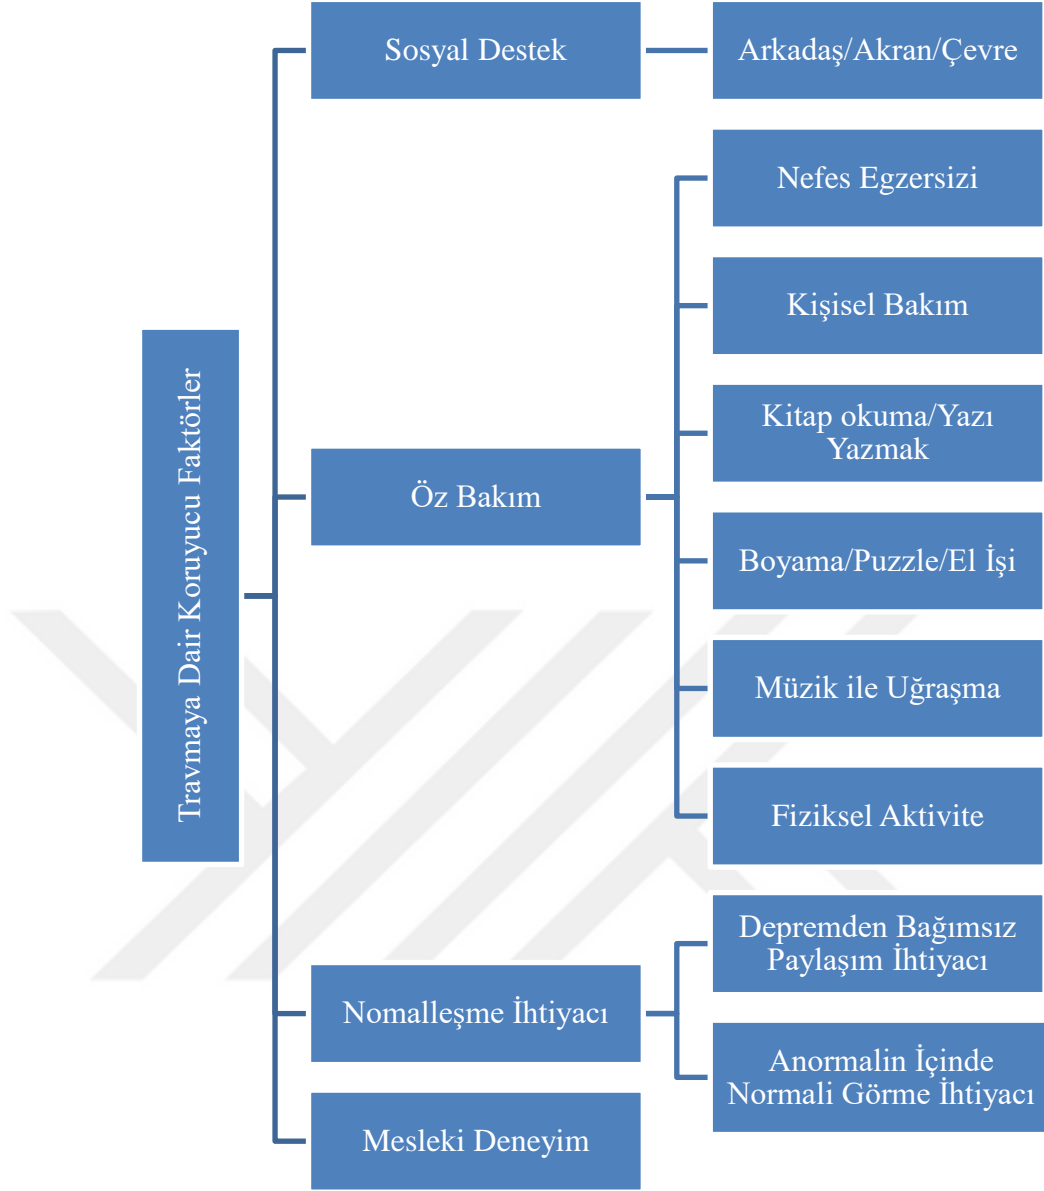 Travmaya Dair Koruyucu Faktörler
Sosyal Destek
Arkadaş/Akran/Çevre
Öz Bakım
Nefes Egzersizi
Kişisel Bakım
Kitap okuma/Yazı
Yazmak
Boyama/Puzzle/El İşi
Müzik ile Uğraşma
Fiziksel Aktivite
Nomalleşme İhtiyacı
Depremden Bağımsız
Paylaşım İhtiyacı
Anormalin İçinde
Normali Görme İhtiyacı
Mesleki Deneyim